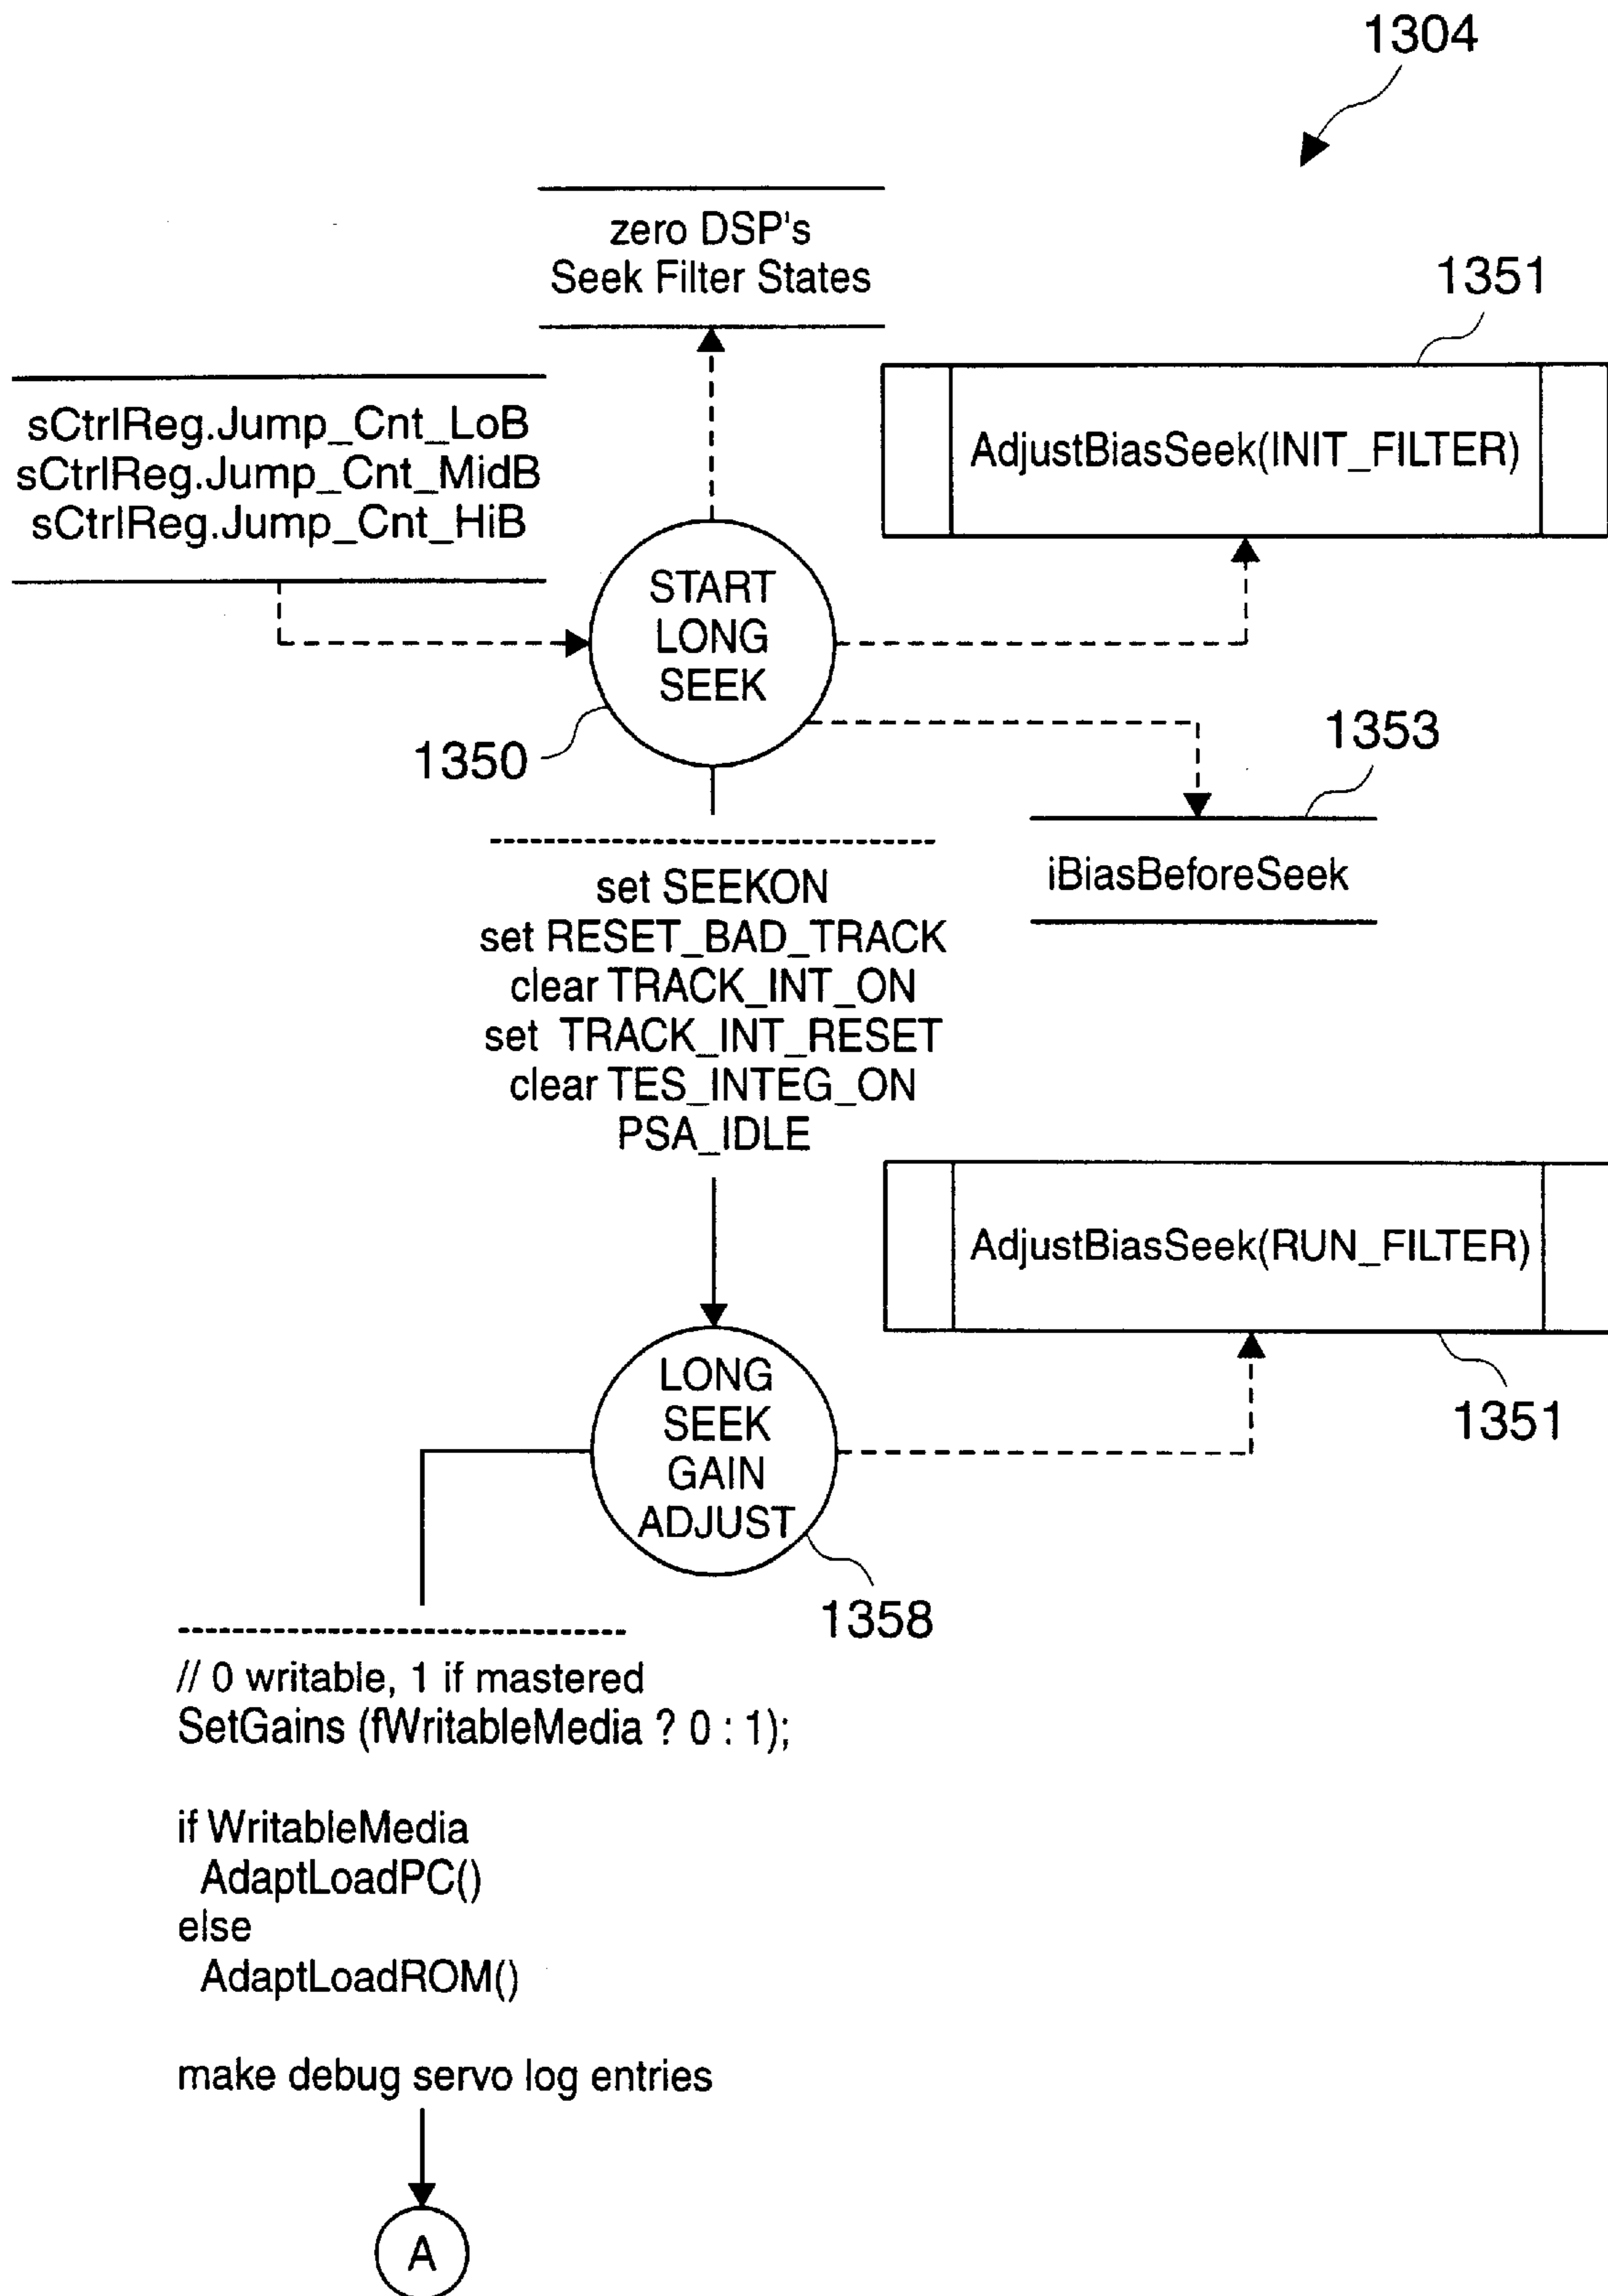 1304
zero DSP's
Seek Filter States
1351
sCtrlReg.Jump_Cnt_LoB
sCtrlReg.Jump_Cnt_MidB
sCtrlReg.Jump_Cnt_HiB
AdjustBiasSeek(INIT_FILTER)
START
LONG
SEEK
1350
1353
iBiasBeforeSeek
set SEEKON
set RESET_BAD_TRACK
clear TRACK_INT_ON
set TRACK_INT_RESET
clear TES_INTEG_ON
PSA_IDLE
AdjustBiasSeek(RUN_FILTER)
1351
LONG
SEEK
GAIN
ADJUST
1358
// 0 writable, 1 if mastered
SetGains (fWritableMedia ? 0 : 1);
if WritableMedia
AdaptLoadPC()
else
AdaptLoadROM()
make debug servo log entries
A